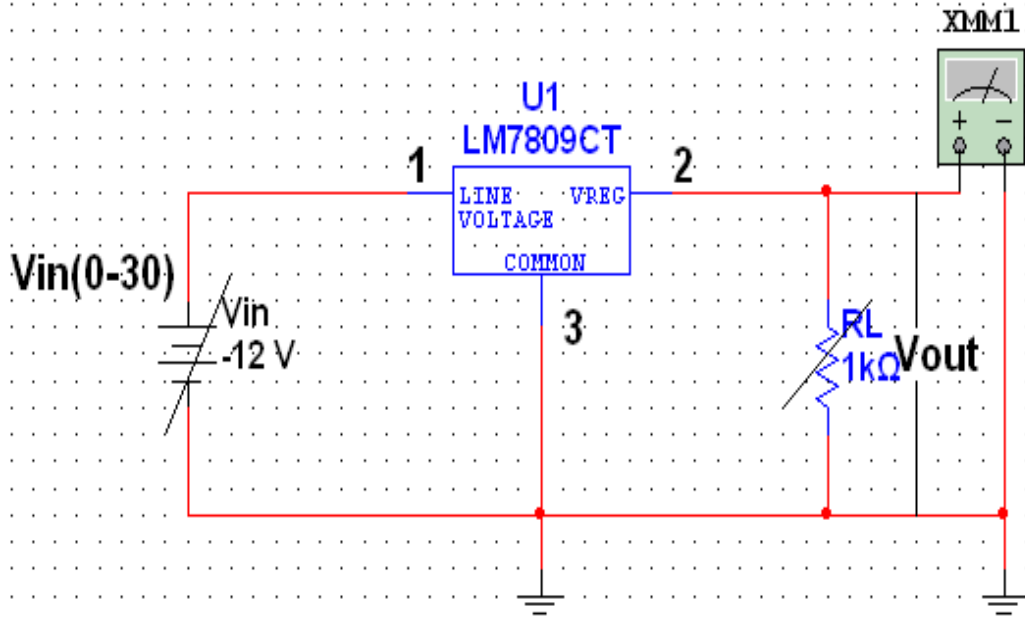 XMM1
U1
LM7809CT
1
2
LINE VREG
VOLTAGE
COMMON
+ −
Vin(0-30)
Vin
-12 V
3
RL
1kΩ
Vout